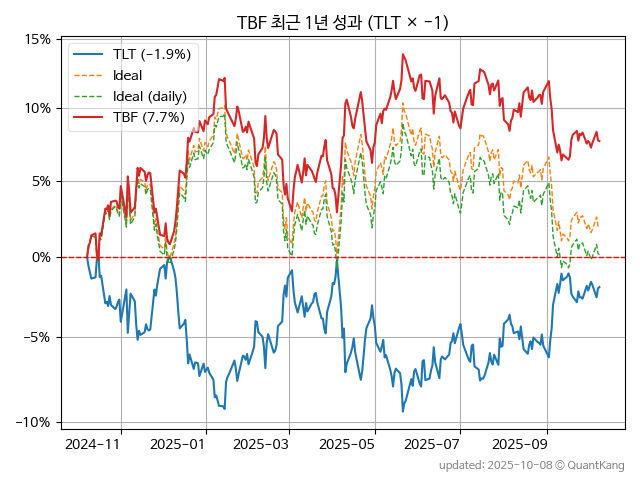 TBF 최근 1년 성과 (TLT × −1)
15%
10%
5%
0%
−5%
−10%
TLT (−1.9%)
Ideal
Ideal (daily)
TBF (7.7%)
2024-11
2025-01
2025-03
2025-05
2025-07
2025-09
updated: 2025-10-08 © QuantKang